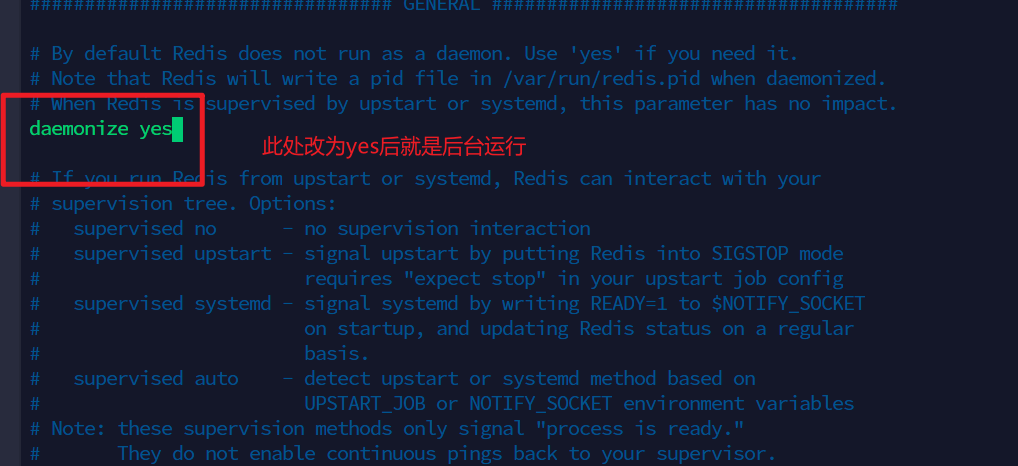 ################################# GENERAL #####################################
# By default Redis does not run as a daemon. Use 'yes' if you need it.
# Note that Redis will write a pid file in /var/run/redis.pid when daemonized.
# When Redis is supervised by upstart or systemd, this parameter has no impact.
daemonize yes
此处改为yes后就是后台运行
# If you run Redis from upstart or systemd, Redis can interact with your
# supervision tree. Options:
#   supervised no      - no supervision interaction
#   supervised upstart - signal upstart by putting Redis into SIGSTOP mode
#                        requires "expect stop" in your upstart job config
#   supervised systemd - signal systemd by writing READY=1 to $NOTIFY_SOCKET
#                        on startup, and updating Redis status on a regular
#                        basis.
#   supervised auto    - detect upstart or systemd method based on
#                        UPSTART_JOB or NOTIFY_SOCKET environment variables
# Note: these supervision methods only signal "process is ready."
#       They do not enable continuous pings back to your supervisor.